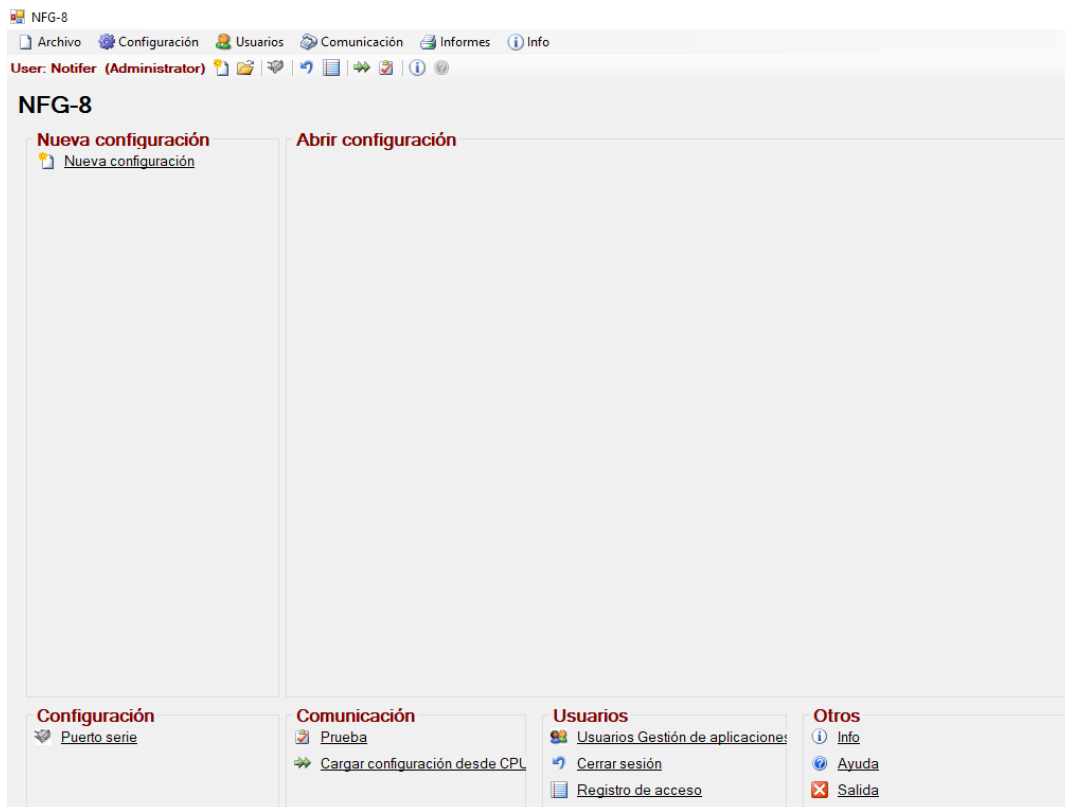 NFG-8
Archivo Configuración Usuarios Comunicación Informes Info
User: Notifer (Administrator)
NFG-8
Nueva configuración
Nueva configuración
Abrir configuración
Configuración
Puerto serie
Comunicación
Prueba
Cargar configuración desde CPU
Usuarios
Usuarios Gestión de aplicaciones
Cerrar sesión
Registro de acceso
Otros
Info
Ayuda
Salida